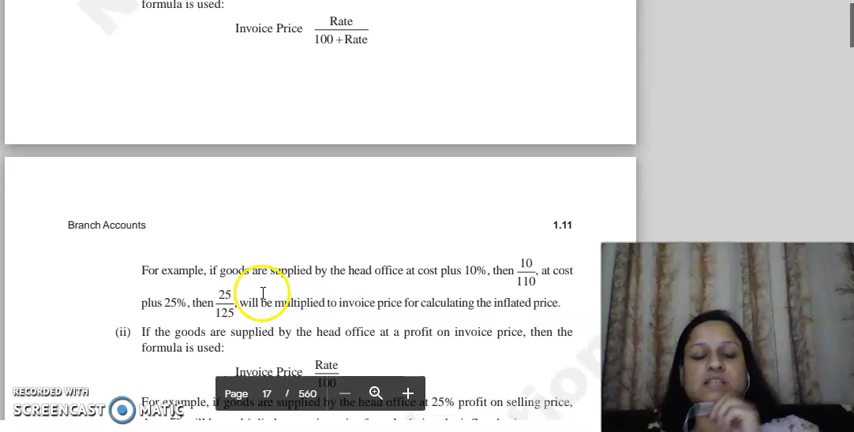 formula is used:
Invoice Price Rate / 100 + Rate
Branch Accounts 1.11
For example, if goods are supplied by the head office at cost plus 10%, then 10/110, at cost
plus 25%, then 25/125, will be multiplied to invoice price for calculating the inflated price.
(ii) If the goods are supplied by the head office at a profit on invoice price, then the
formula is used:
Invoice Price Rate / 100
Page 17 / 560
For example, if goods are supplied by the head office at 25% profit on selling price,
RECORDED WITH
SCREENCAST MATIC